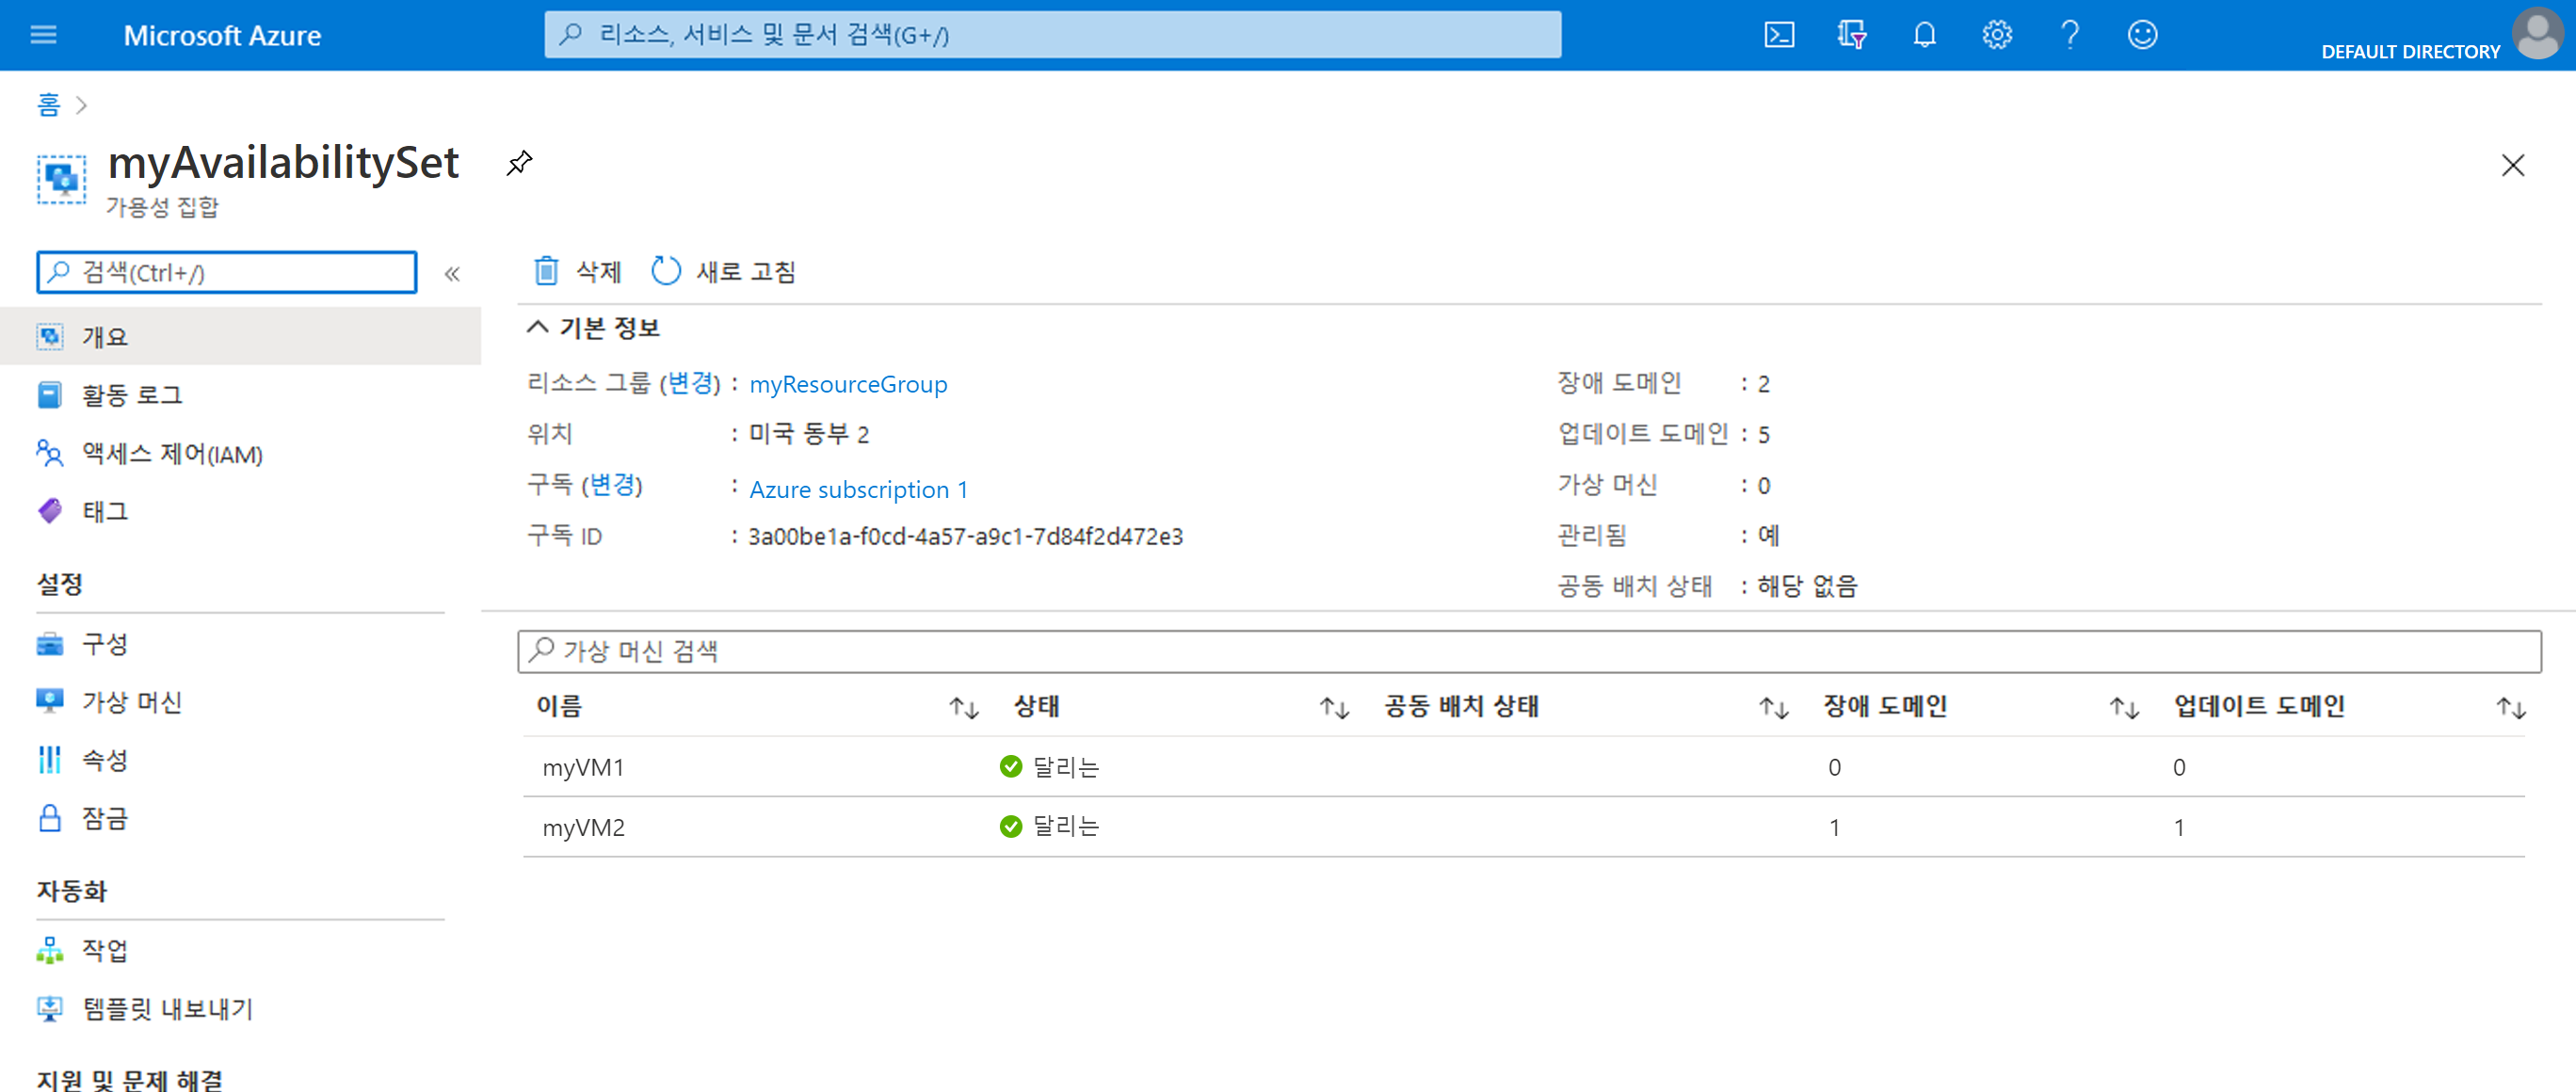 Microsoft Azure
리소스, 서비스 및 문서 검색(G+/)
DEFAULT DIRECTORY
홈
myAvailabilitySet
가용성 집합
검색(Ctrl+/)
«
개요
활동 로그
액세스 제어(IAM)
태그
설정
구성
가상 머신
속성
잠금
자동화
작업
템플릿 내보내기
지원 및 문제 해결
삭제
새로 고침
기본 정보
리소스 그룹 (변경) : myResourceGroup
위치 : 미국 동부 2
구독 (변경) : Azure subscription 1
구독 ID : 3a00be1a-f0cd-4a57-a9c1-7d84f2d472e3
장애 도메인 : 2
업데이트 도메인 : 5
가상 머신 : 0
관리됨 : 예
공동 배치 상태 : 해당 없음
가상 머신 검색
이름 상태 공동 배치 상태 장애 도메인 업데이트 도메인
myVM1 달리는 0 0
myVM2 달리는 1 1